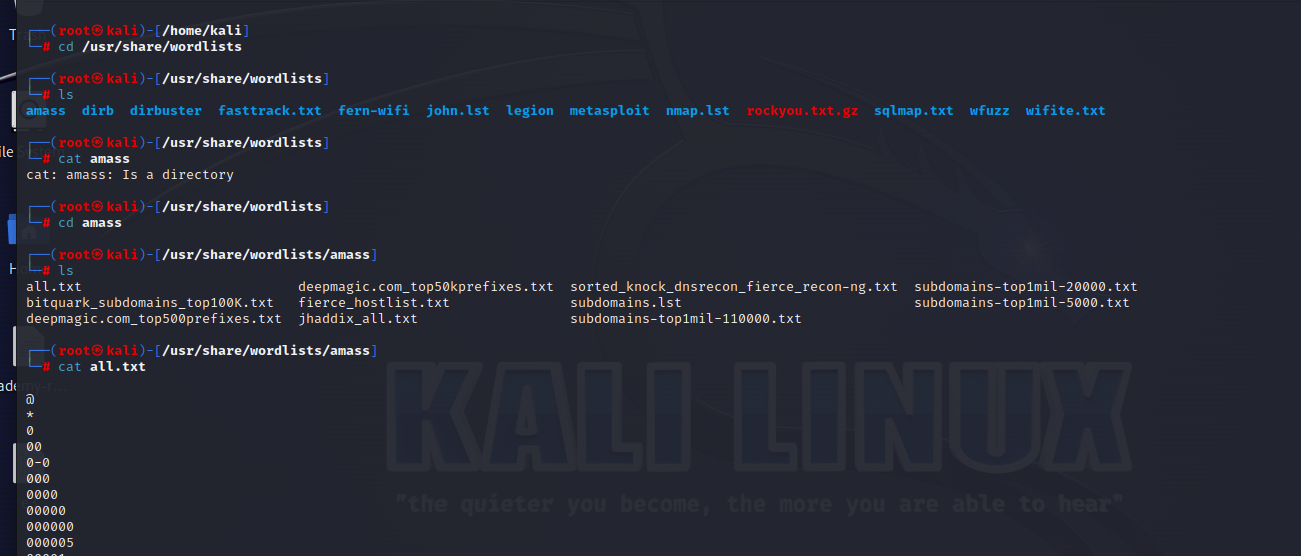 ┌──(root㉿kali)-[/home/kali]
└─# cd /usr/share/wordlists
┌──(root㉿kali)-[/usr/share/wordlists]
└─# ls
amass dirb dirbuster fasttrack.txt fern-wifi john.lst legion metasploit nmap.lst rockyou.txt.gz sqlmap.txt wfuzz wifite.txt
┌──(root㉿kali)-[/usr/share/wordlists]
└─# cat amass
cat: amass: Is a directory
┌──(root㉿kali)-[/usr/share/wordlists]
└─# cd amass
┌──(root㉿kali)-[/usr/share/wordlists/amass]
└─# ls
all.txt deepmagic.com_top50kprefixes.txt sorted_knock_dnsrecon_fierce_recon-ng.txt subdomains-top1mil-20000.txt
bitquark_subdomains_top100K.txt fierce_hostlist.txt subdomains.lst subdomains-top1mil-5000.txt
deepmagic.com_top500prefixes.txt jhaddix_all.txt subdomains-top1mil-110000.txt
┌──(root㉿kali)-[/usr/share/wordlists/amass]
└─# cat all.txt
@
*
0
00
0-0
000
0000
00000
000000
000005
KALI LINUX
"the quieter you become, the more you are able to hear"